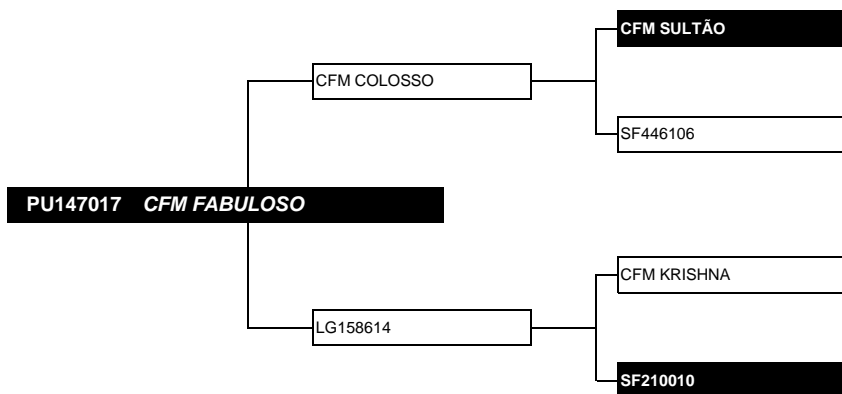 CFM SULTÃO
CFM COLOSSO
SF446106
PU147017 CFM FABULOSO
CFM KRISHNA
LG158614
SF210010